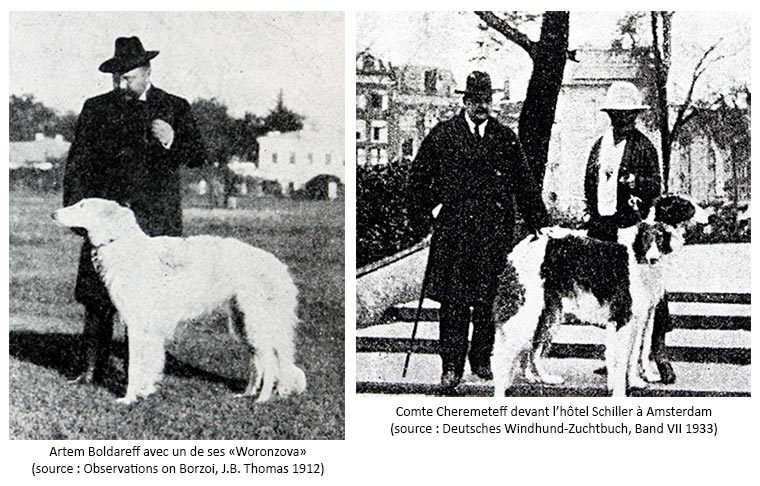 Artem Boldareff avec un de ses «Woronzova»
(source : Observations on Borzoi, J.B. Thomas 1912)
Comte Cheremeteff devant l'hôtel Schiller à Amsterdam
(source : Deutsches Windhund-Zuchtbuch, Band VII 1933)